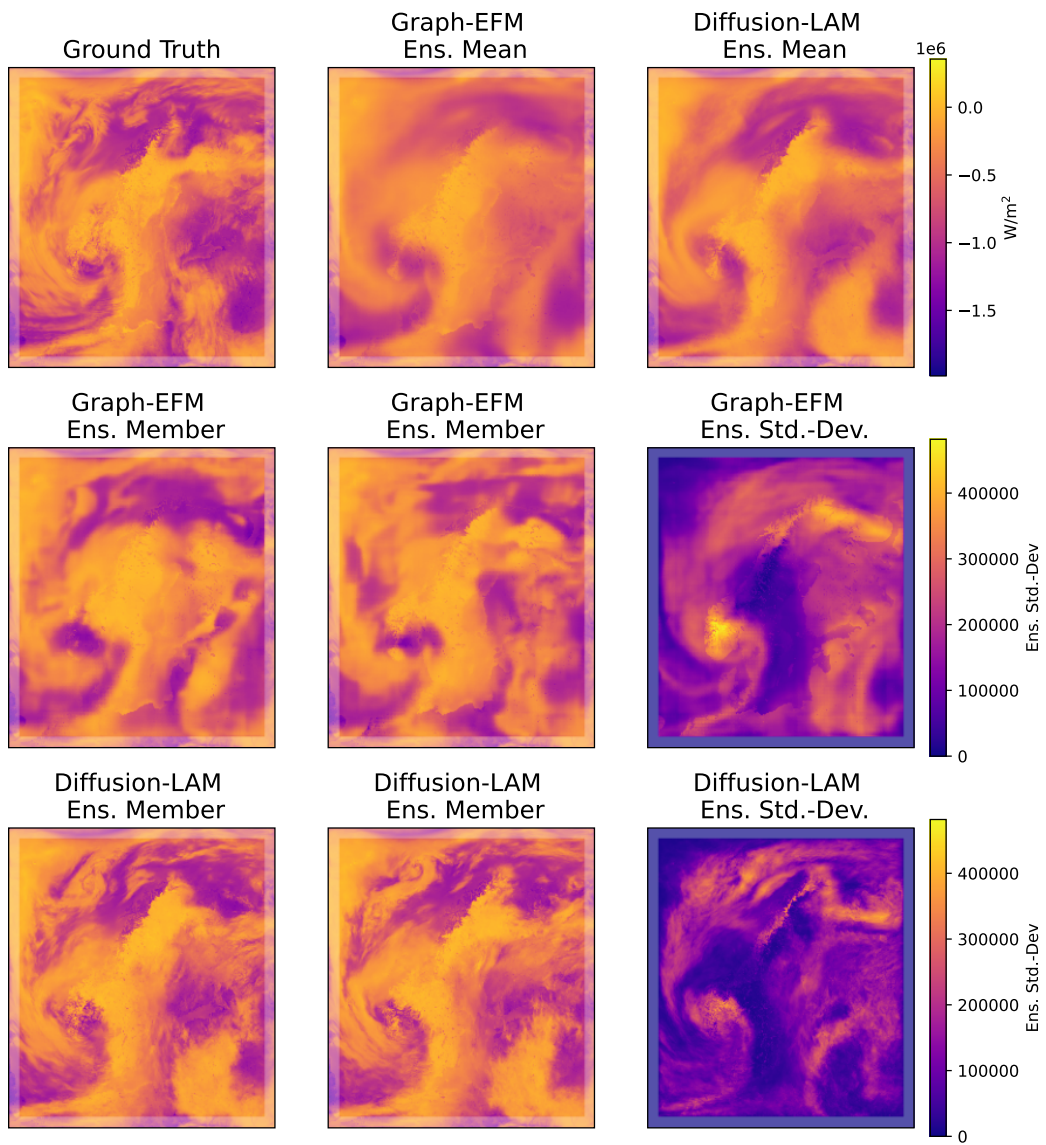 Ground Truth
Graph-EFM
Ens. Mean
Diffusion-LAM
Ens. Mean
1e6
0.0
−0.5
−1.0
−1.5
W/m²
Graph-EFM
Ens. Member
Graph-EFM
Ens. Member
Graph-EFM
Ens. Std.-Dev.
400000
300000
200000
100000
0
Ens. Std.-Dev
Diffusion-LAM
Ens. Member
Diffusion-LAM
Ens. Member
Diffusion-LAM
Ens. Std.-Dev.
400000
300000
200000
100000
0
Ens. Std.-Dev